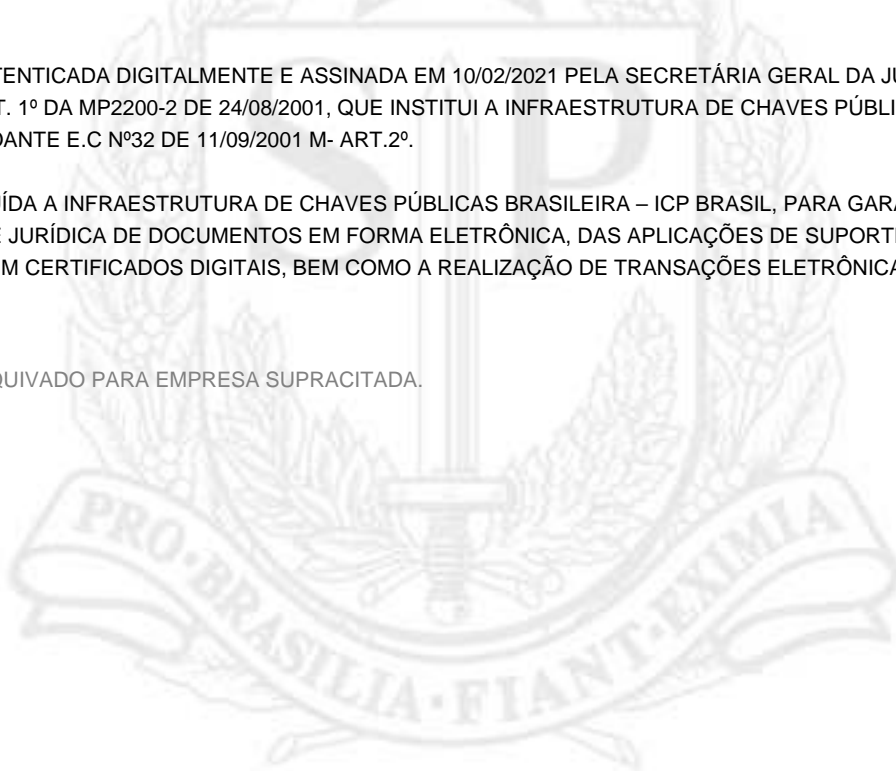 TENTICADA DIGITALMENTE E ASSINADA EM 10/02/2021 PELA SECRETÁRIA GERAL DA JU
T. 1º DA MP2200-2 DE 24/08/2001, QUE INSTITUI A INFRAESTRUTURA DE CHAVES PÚBLI
DANTE E.C Nº32 DE 11/09/2001 M- ART.2º.
ÍDA A INFRAESTRUTURA DE CHAVES PÚBLICAS BRASILEIRA – ICP BRASIL, PARA GARA
E JURÍDICA DE DOCUMENTOS EM FORMA ELETRÔNICA, DAS APLICAÇÕES DE SUPORTE
M CERTIFICADOS DIGITAIS, BEM COMO A REALIZAÇÃO DE TRANSAÇÕES ELETRÔNICA
QUIVADO PARA EMPRESA SUPRACITADA.
SP
PRO·BRASILIA·FIANT·EXIMIA